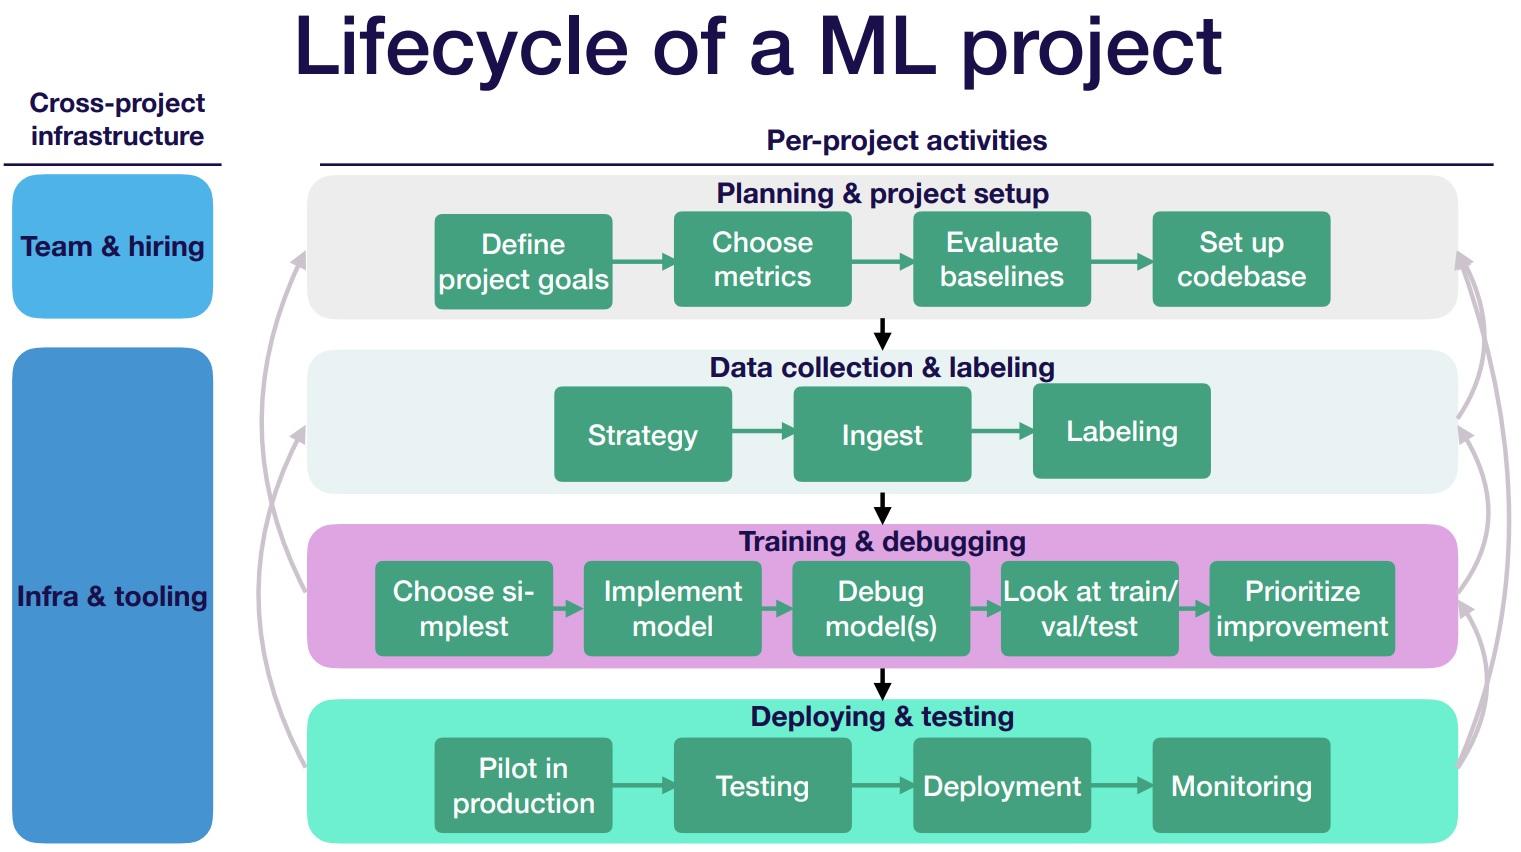 Lifecycle of a ML project
Cross-project
infrastructure
Per-project activities
Team & hiring
Infra & tooling
Planning & project setup
Define
project goals
Choose
metrics
Evaluate
baselines
Set up
codebase
Data collection & labeling
Strategy
Ingest
Labeling
Training & debugging
Choose si-
mplest
Implement
model
Debug
model(s)
Look at train/
val/test
Prioritize
improvement
Deploying & testing
Pilot in
production
Testing
Deployment
Monitoring